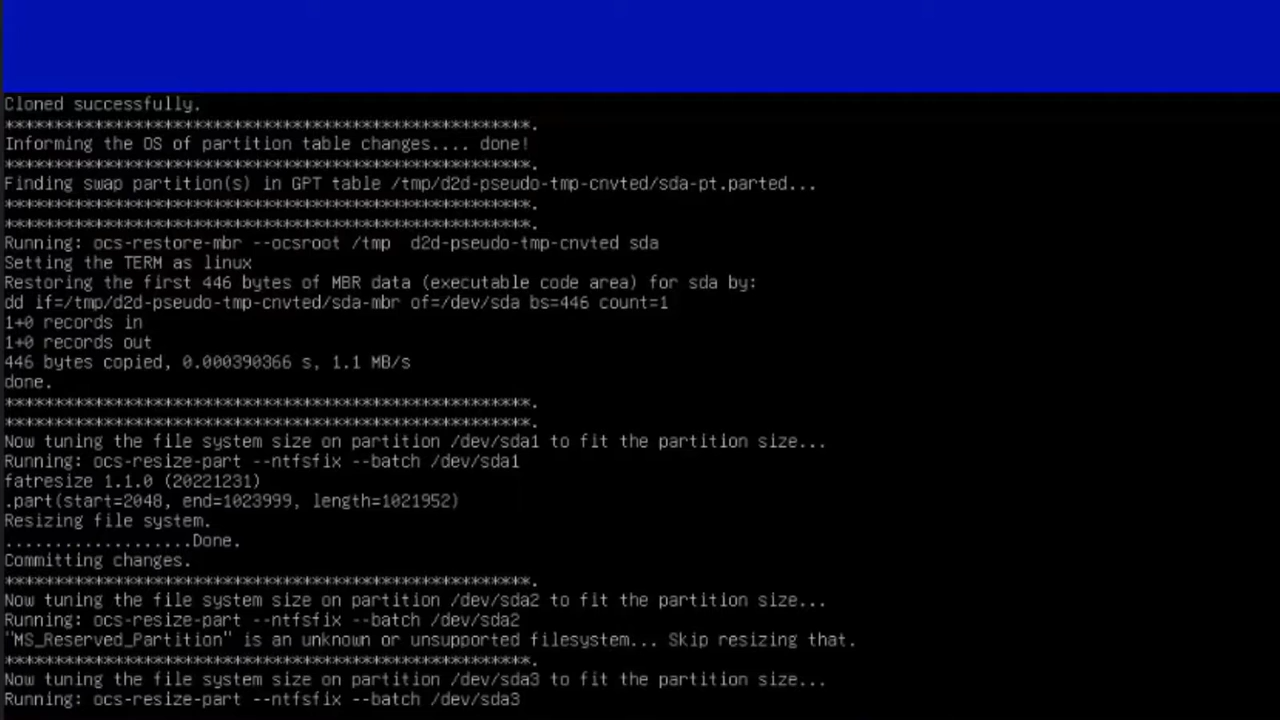 Cloned successfully.
*****************************************************.
Informing the OS of partition table changes.... done!
*****************************************************.
Finding swap partition(s) in GPT table /tmp/d2d-pseudo-tmp-cnvted/sda-pt.parted...
*****************************************************.
*****************************************************.
Running: ocs-restore-mbr --ocsroot /tmp  d2d-pseudo-tmp-cnvted sda
Setting the TERM as linux
Restoring the first 446 bytes of MBR data (executable code area) for sda by:
dd if=/tmp/d2d-pseudo-tmp-cnvted/sda-mbr of=/dev/sda bs=446 count=1
1+0 records in
1+0 records out
446 bytes copied, 0.000390366 s, 1.1 MB/s
done.
*****************************************************.
*****************************************************.
Now tuning the file system size on partition /dev/sda1 to fit the partition size...
Running: ocs-resize-part --ntfsfix --batch /dev/sda1
fatresize 1.1.0 (20221231)
.part(start=2048, end=1023999, length=1021952)
Resizing file system.
...................Done.
Committing changes.
*****************************************************.
Now tuning the file system size on partition /dev/sda2 to fit the partition size...
Running: ocs-resize-part --ntfsfix --batch /dev/sda2
"MS_Reserved_Partition" is an unknown or unsupported filesystem... Skip resizing that.
*****************************************************.
Now tuning the file system size on partition /dev/sda3 to fit the partition size...
Running: ocs-resize-part --ntfsfix --batch /dev/sda3